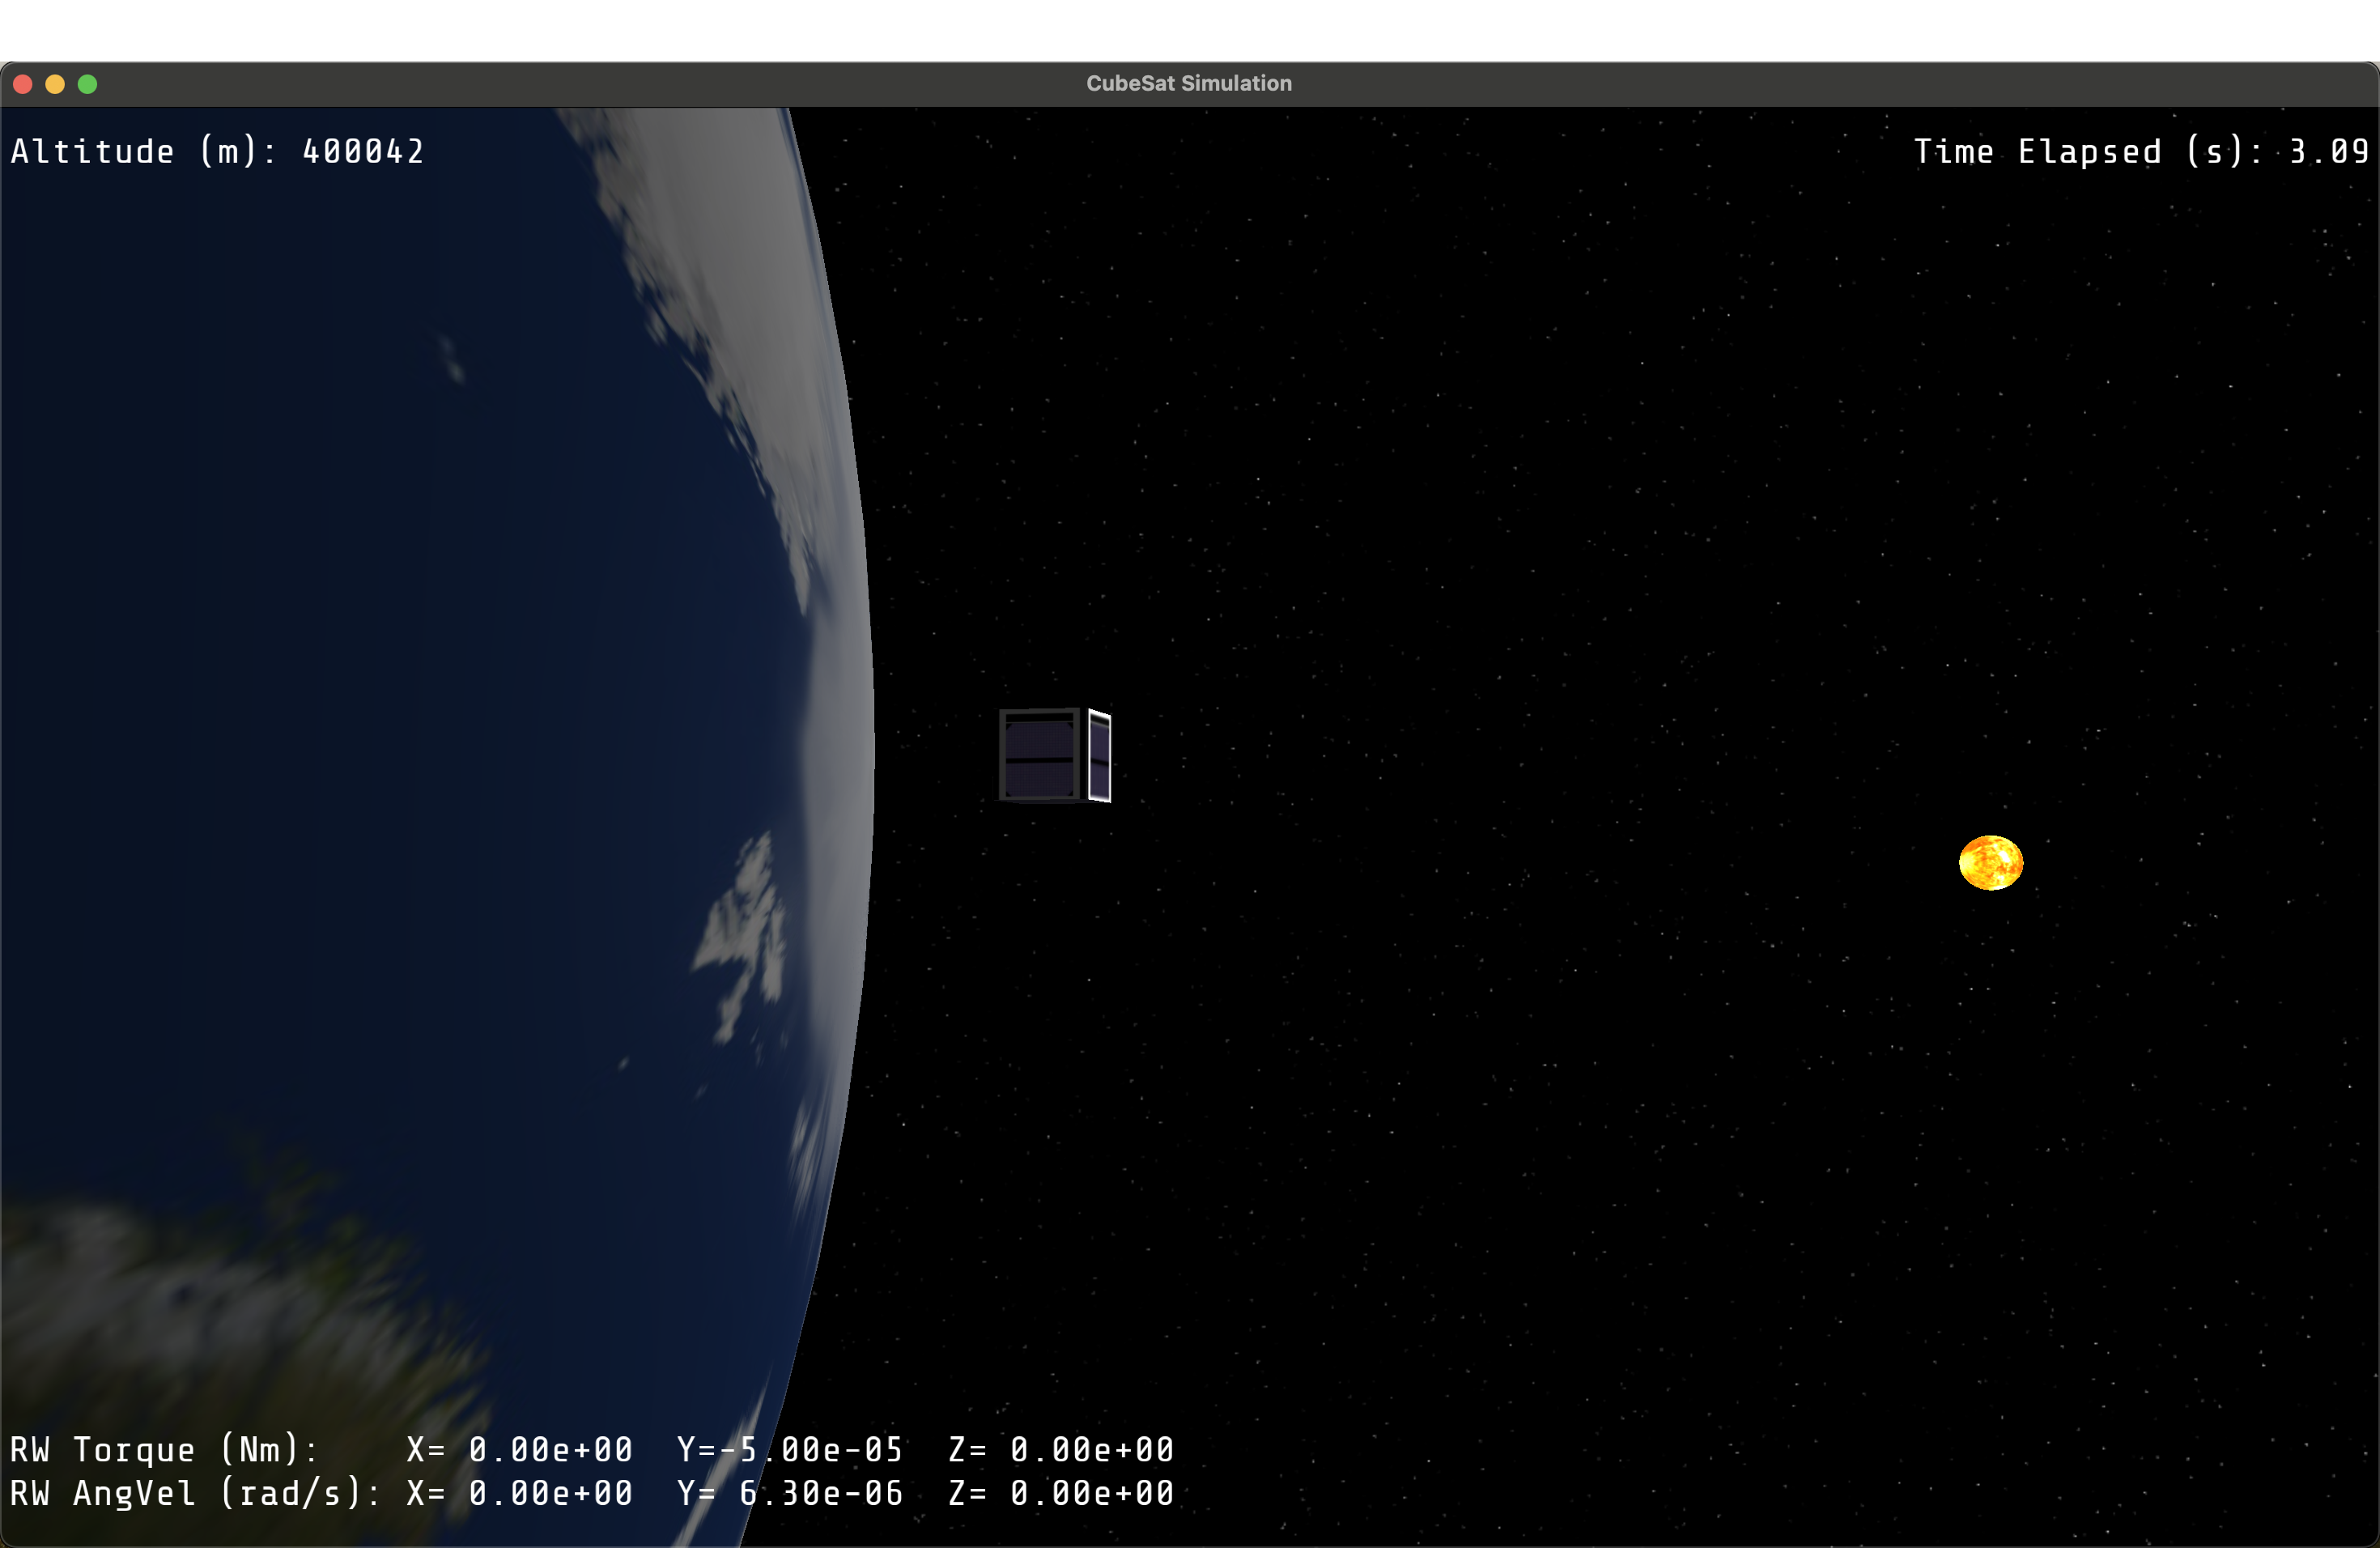 CubeSat Simulation
Altitude (m): 400042
Time Elapsed (s): 3.09
RW Torque (Nm): X= 0.00e+00 Y=-5.00e-05 Z= 0.00e+00
RW AngVel (rad/s): X= 0.00e+00 Y= 6.30e-06 Z= 0.00e+00